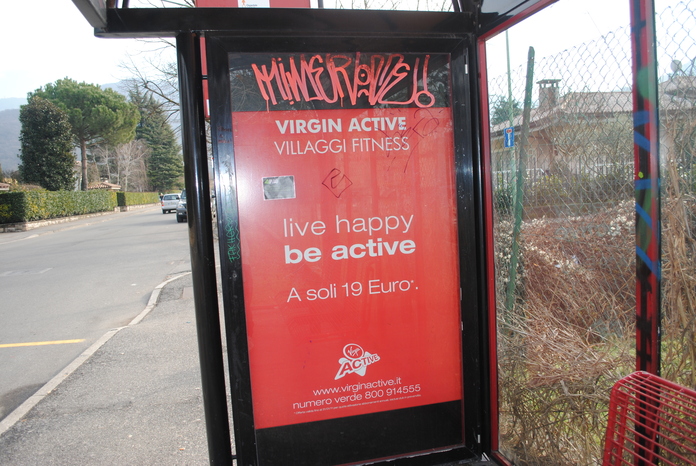 VIRGIN ACTIVE
VILLAGGI FITNESS
live happy
be active
A soli 19 Euro*.
Virgin
ACTIVE
www.virginactive.it
numero verde 800 914555